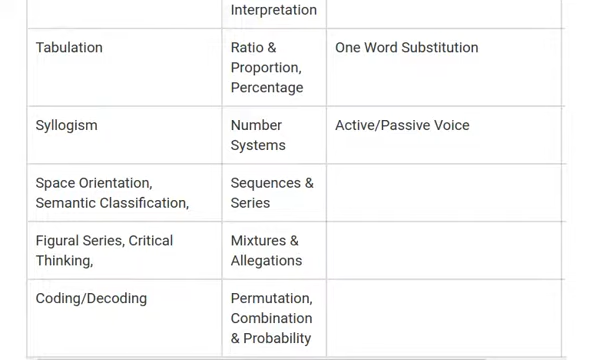 Interpretation
Tabulation
Ratio &
Proportion,
Percentage
One Word Substitution
Syllogism
Number
Systems
Active/Passive Voice
Space Orientation,
Semantic Classification,
Sequences &
Series
Figural Series, Critical
Thinking,
Mixtures &
Allegations
Coding/Decoding
Permutation,
Combination
& Probability